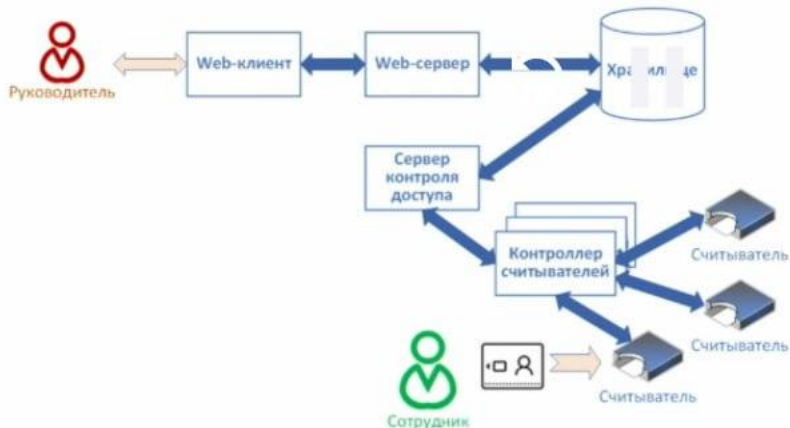 Руководитель
Web-клиент
Web-сервер
Сервер
контроля
доступа
Контроллер
считывателей
Считыватель
Считыватель
Считыватель
Сотрудник